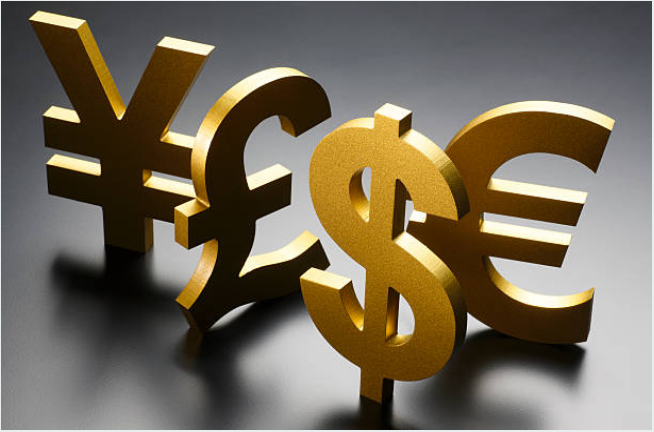 ¥ £ $ €